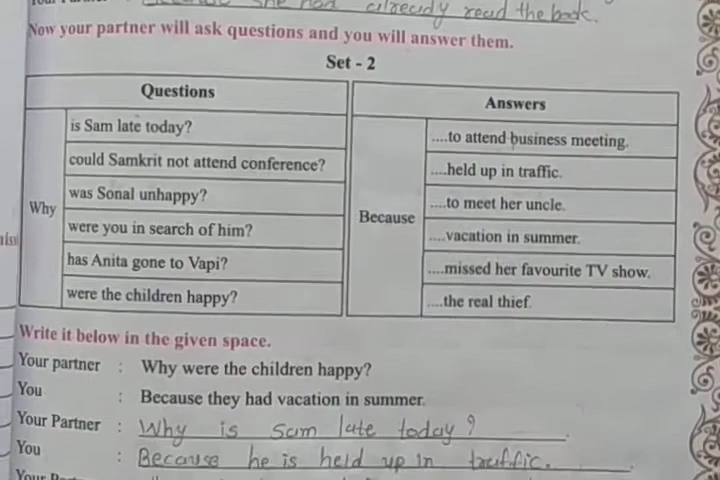 already read the book.
Now your partner will ask questions and you will answer them.
Set - 2
Questions
Answers
Why
is Sam late today?
could Samkrit not attend conference?
was Sonal unhappy?
were you in search of him?
has Anita gone to Vapi?
were the children happy?
Because
....to attend business meeting.
....held up in traffic.
....to meet her uncle.
....vacation in summer.
....missed her favourite TV show.
....the real thief.
Write it below in the given space.
Your partner : Why were the children happy?
You : Because they had vacation in summer.
Your Partner : Why is Sam late today?
You : Because he is held up in traffic.